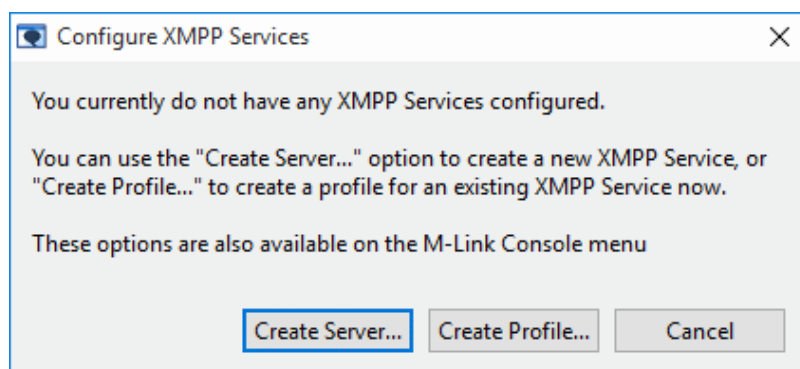 Configure XMPP Services
You currently do not have any XMPP Services configured.
You can use the "Create Server..." option to create a new XMPP Service, or
"Create Profile..." to create a profile for an existing XMPP Service now.
These options are also available on the M-Link Console menu
Create Server... Create Profile... Cancel